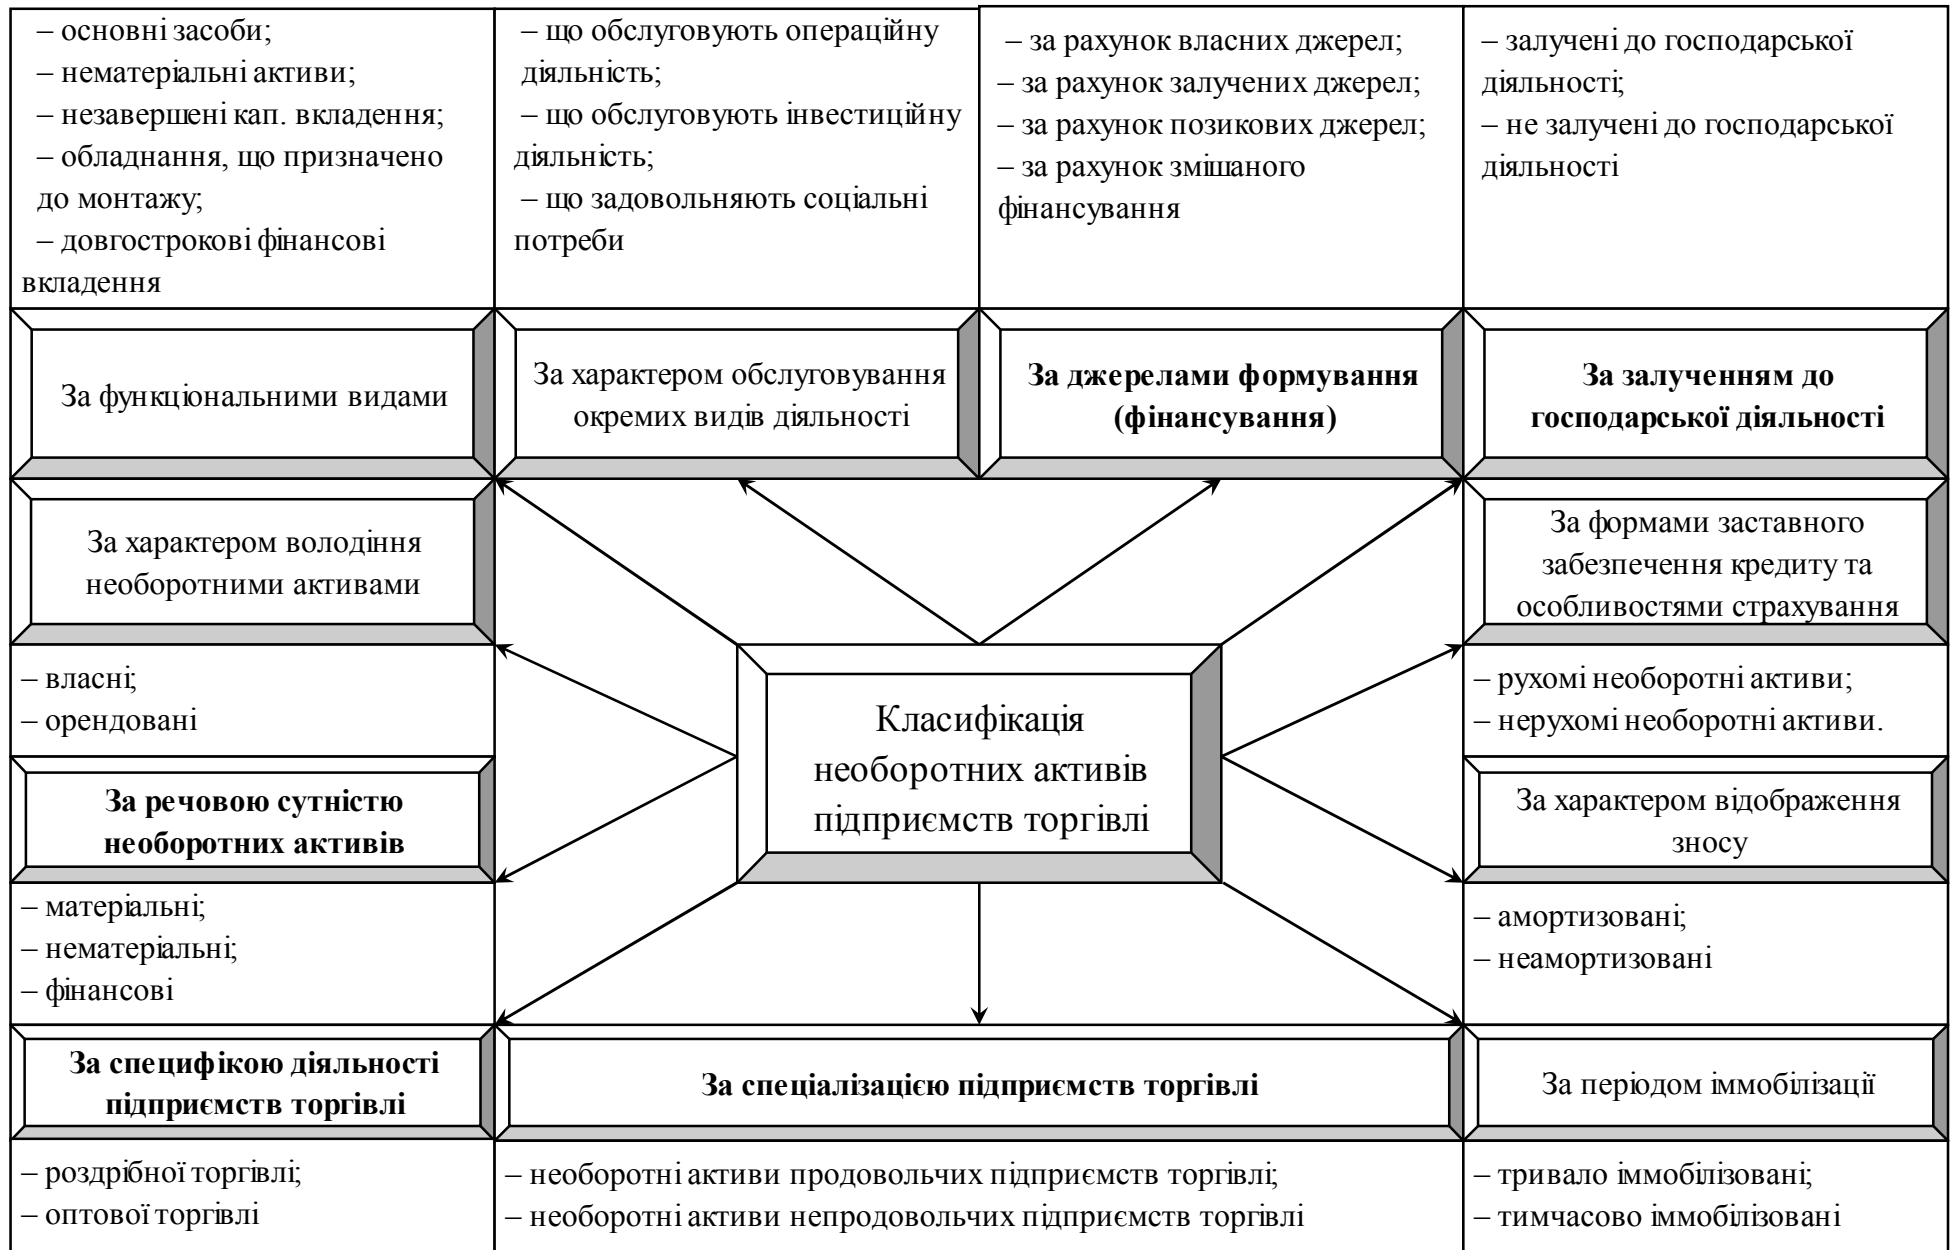 – основні засоби;
– нематеріальні активи;
– незавершені кап. вкладення;
– обладнання, що призначено
до монтажу;
– довгострокові фінансові
вкладення
– що обслуговують операційну
діяльність;
– що обслуговують інвестиційну
діяльність;
– що задовольняють соціальні
потреби
– за рахунок власних джерел;
– за рахунок залучених джерел;
– за рахунок позикових джерел;
– за рахунок змішаного
фінансування
– залучені до господарської
діяльності;
– не залучені до господарської
діяльності
За функціональними видами
За характером обслуговування
окремих видів діяльності
За джерелами формування
(фінансування)
За залученням до
господарської діяльності
За характером володіння
необоротними активами
За формами заставного
забезпечення кредиту та
особливостями страхування
– власні;
– орендовані
Класифікація
необоротних активів
підприємств торгівлі
– рухомі необоротні активи;
– нерухомі необоротні активи.
За речовою сутністю
необоротних активів
За характером відображення
зносу
– матеріальні;
– нематеріальні;
– фінансові
– амортизовані;
– неамортизовані
За специфікою діяльності
підприємств торгівлі
За спеціалізацією підприємств торгівлі
За періодом іммобілізації
– роздрібної торгівлі;
– оптової торгівлі
– необоротні активи продовольчих підприємств торгівлі;
– необоротні активи непродовольчих підприємств торгівлі
– тривало іммобілізовані;
– тимчасово іммобілізовані